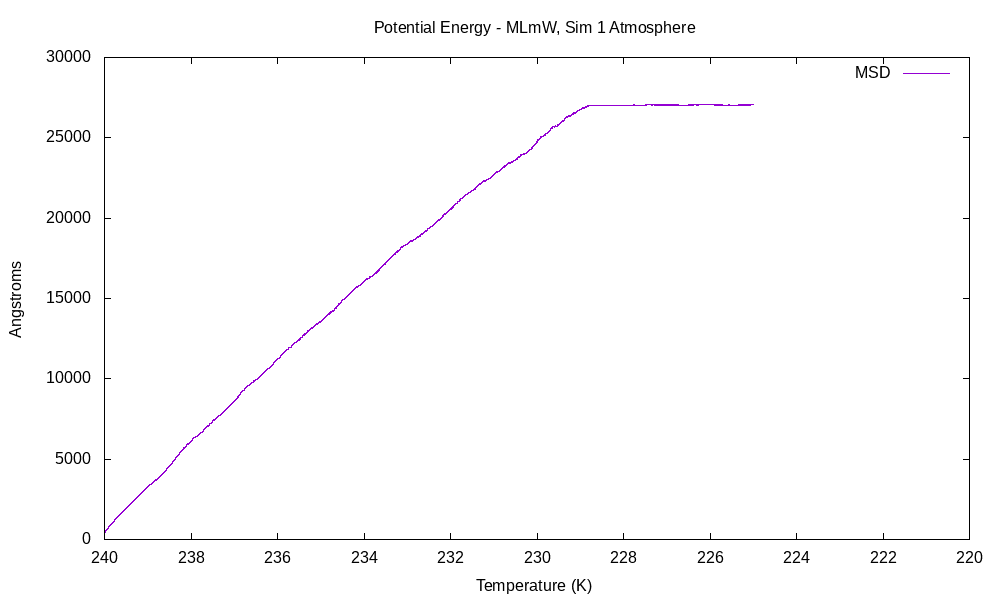 Potential Energy - MLmW, Sim 1 Atmosphere
MSD
30000
25000
20000
15000
10000
5000
0
Angstroms
240 238 236 234 232 230 228 226 224 222 220
Temperature (K)